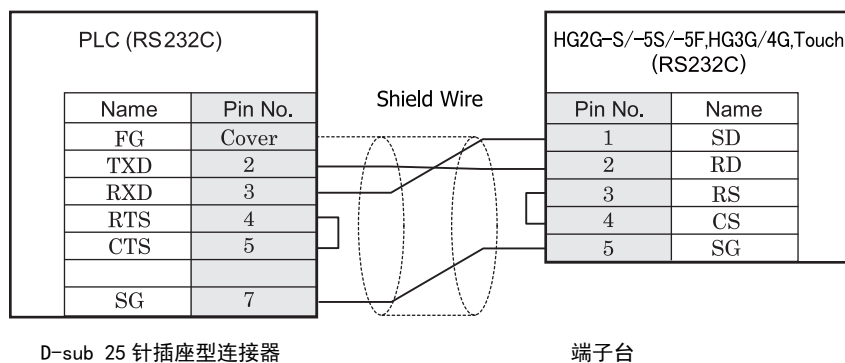 PLC (RS232C)
HG2G-S/-5S/-5F,HG3G/4G,Touch
(RS232C)
Shield Wire
Name Pin No.
FG Cover
TXD 2
RXD 3
RTS 4
CTS 5
SG 7
Pin No. Name
1 SD
2 RD
3 RS
4 CS
5 SG
D-sub 25 针插座型连接器
端子台